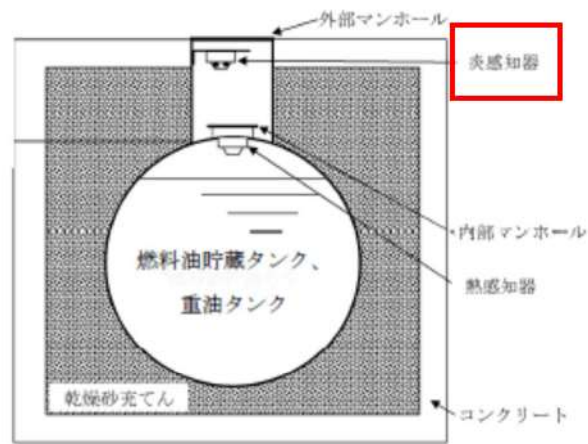 外部マンホール
炎感知器
内部マンホール
熱感知器
燃料油貯蔵タンク、
重油タンク
乾燥砂充てん
コンクリート